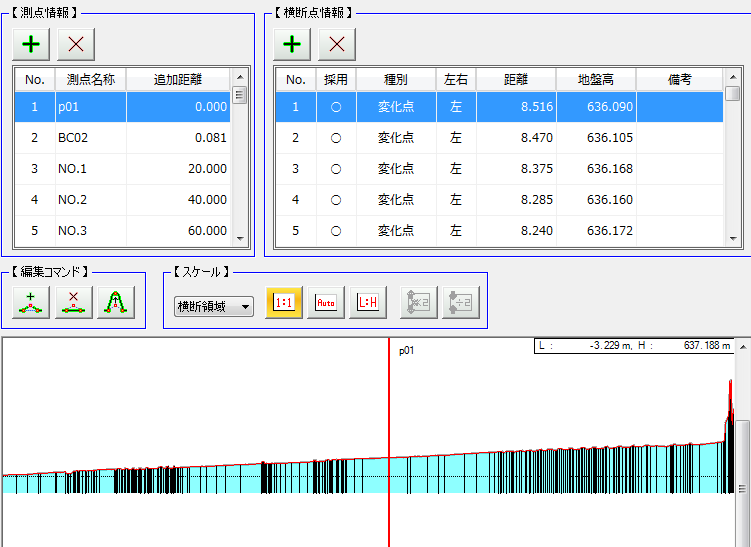 【測点情報】
No. 測点名称 追加距離
1 p01 0.000
2 BC02 0.081
3 NO.1 20.000
4 NO.2 40.000
5 NO.3 60.000
【横断点情報】
No. 採用 種別 左右 距離 地盤高 備考
1 ○ 変化点 左 8.516 636.090
2 ○ 変化点 左 8.470 636.105
3 ○ 変化点 左 8.375 636.168
4 ○ 変化点 左 8.285 636.160
5 ○ 変化点 左 8.240 636.172
【編集コマンド】
【スケール】
横断領域 1:1 Auto L:H ×2 ÷2
p01
L : -3.229 m, H : 637.188 m